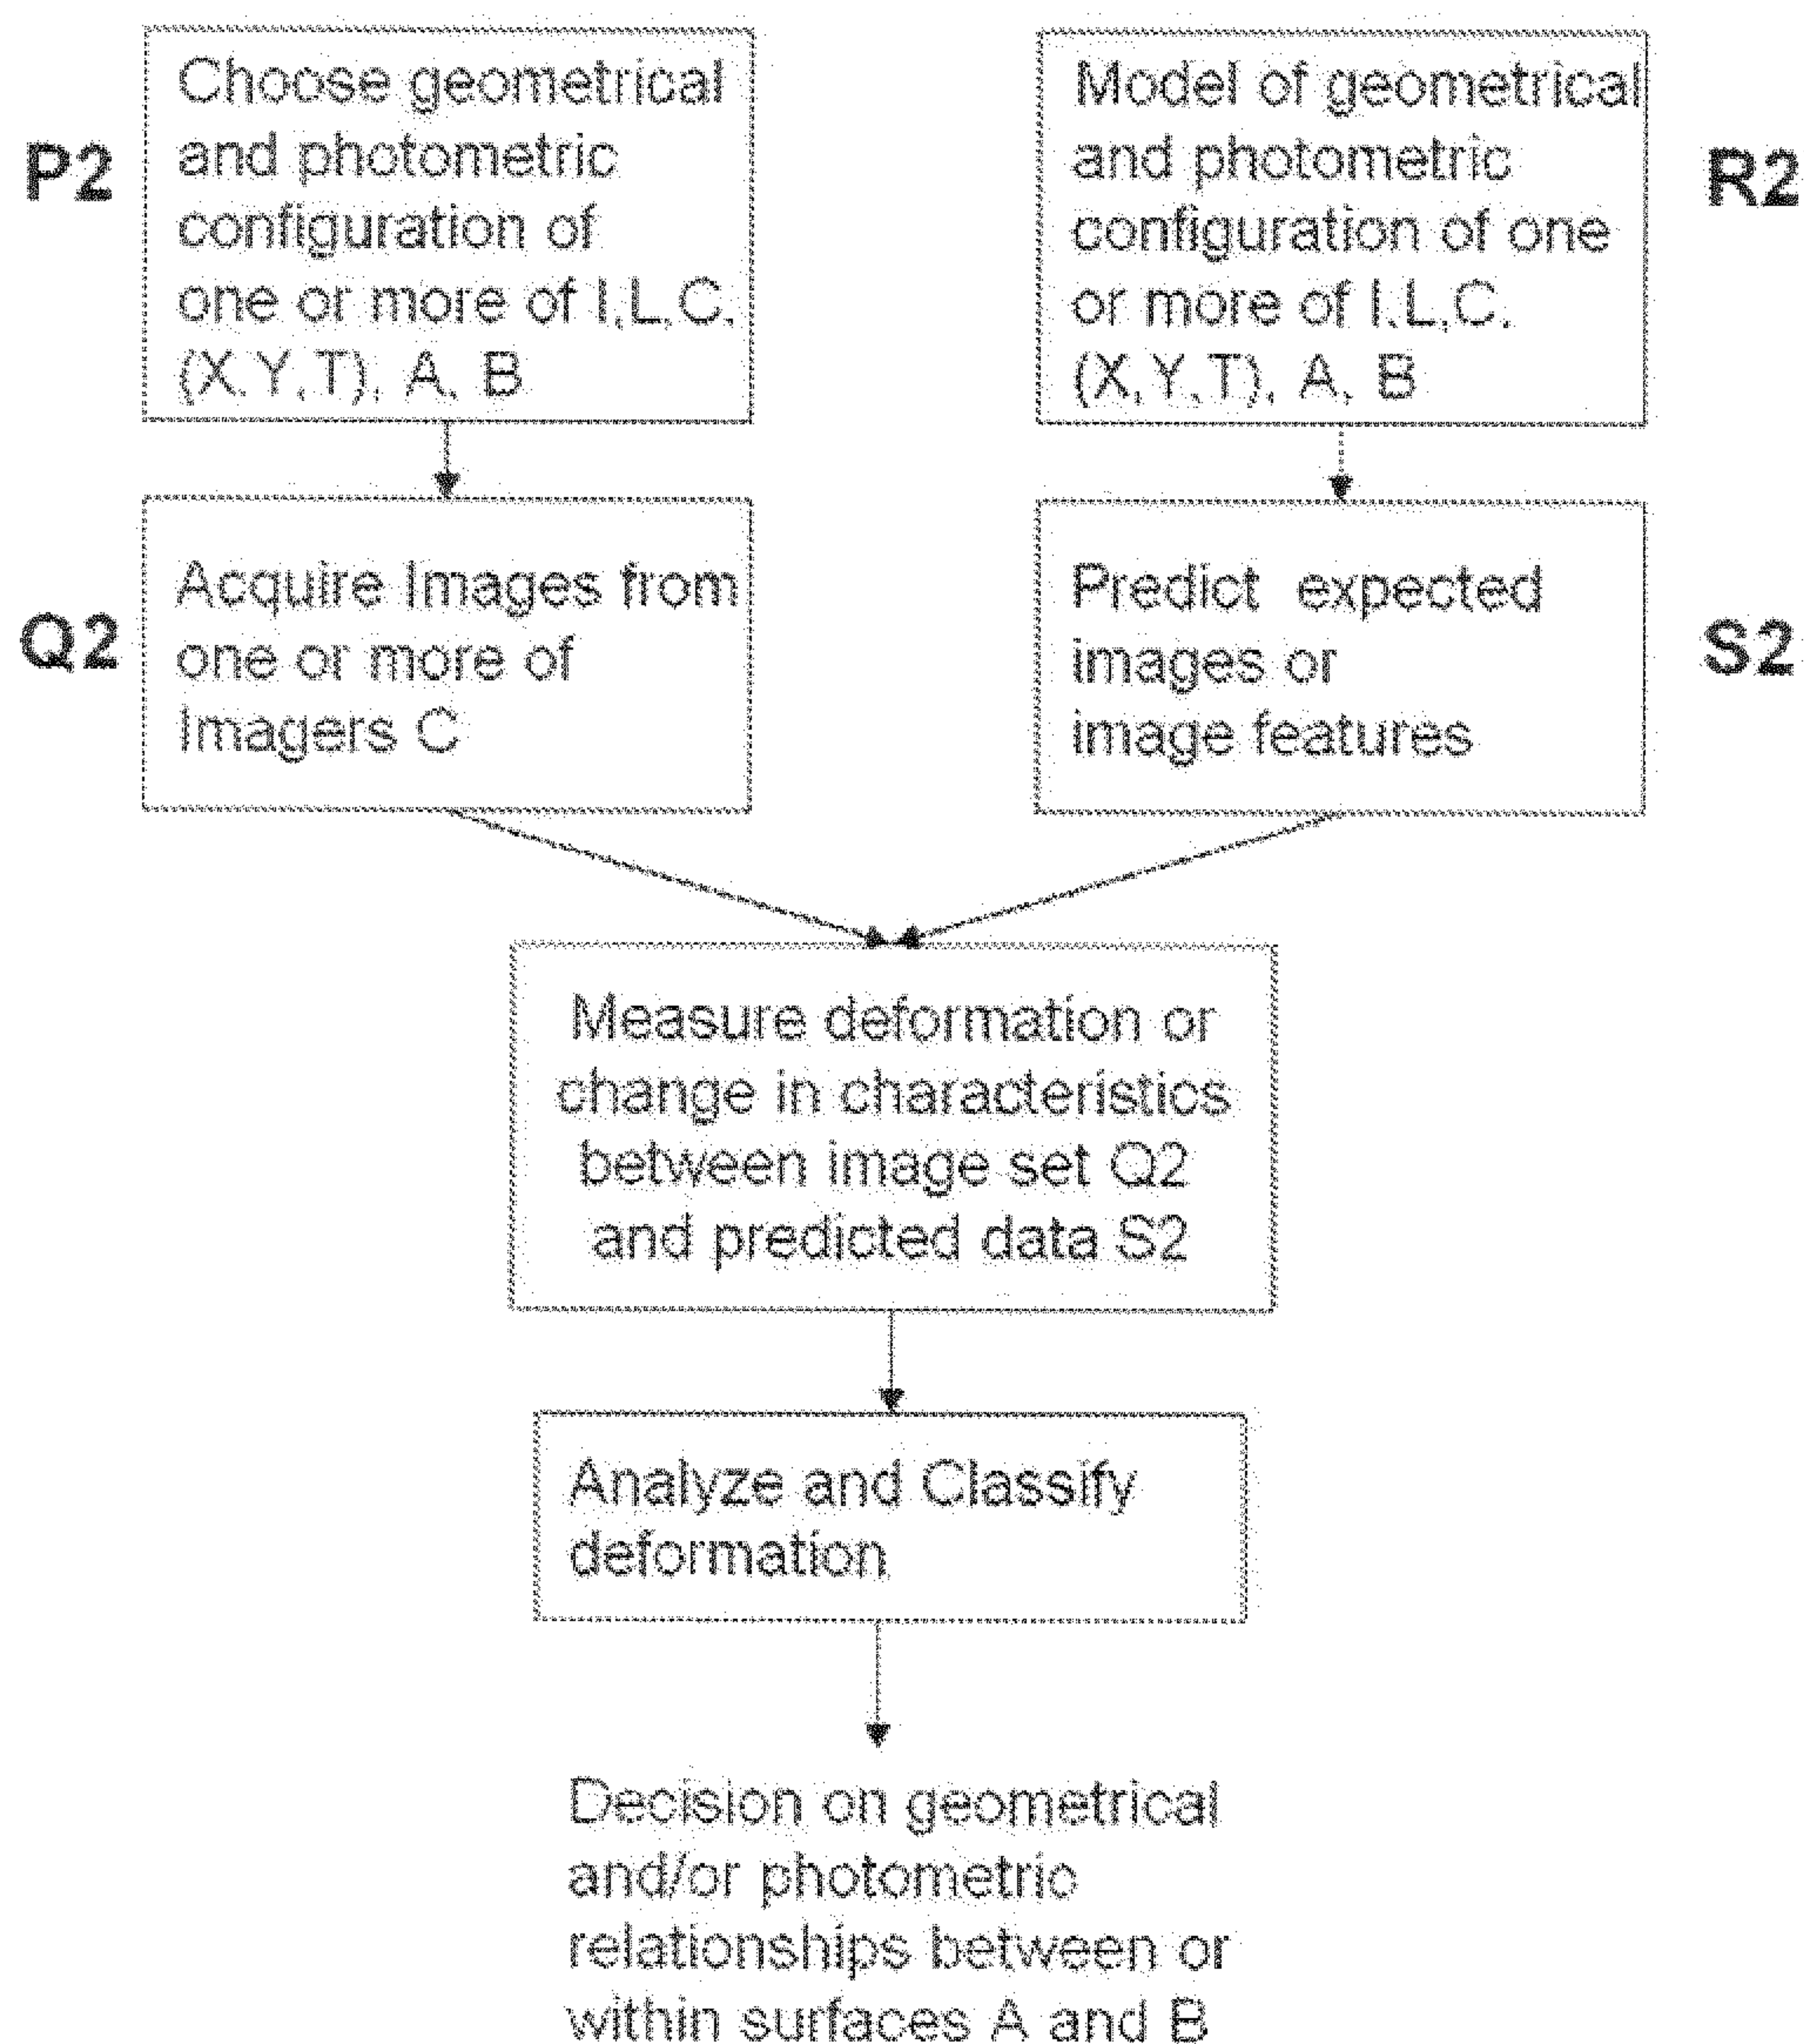 P2
Choose geometrical
and photometric
configuration of
one or more of I,L,C,
(X,Y,T), A, B
R2
Model of geometrical
and photometric
configuration of one
or more of I,L,C,
(X,Y,T), A, B
Q2
Acquire Images from
one or more of
Imagers C
S2
Predict expected
images or
image features
Measure deformation or
change in characteristics
between image set Q2
and predicted data S2
Analyze and Classify
deformation
Decision on geometrical
and/or photometric
relationships between or
within surfaces A and B